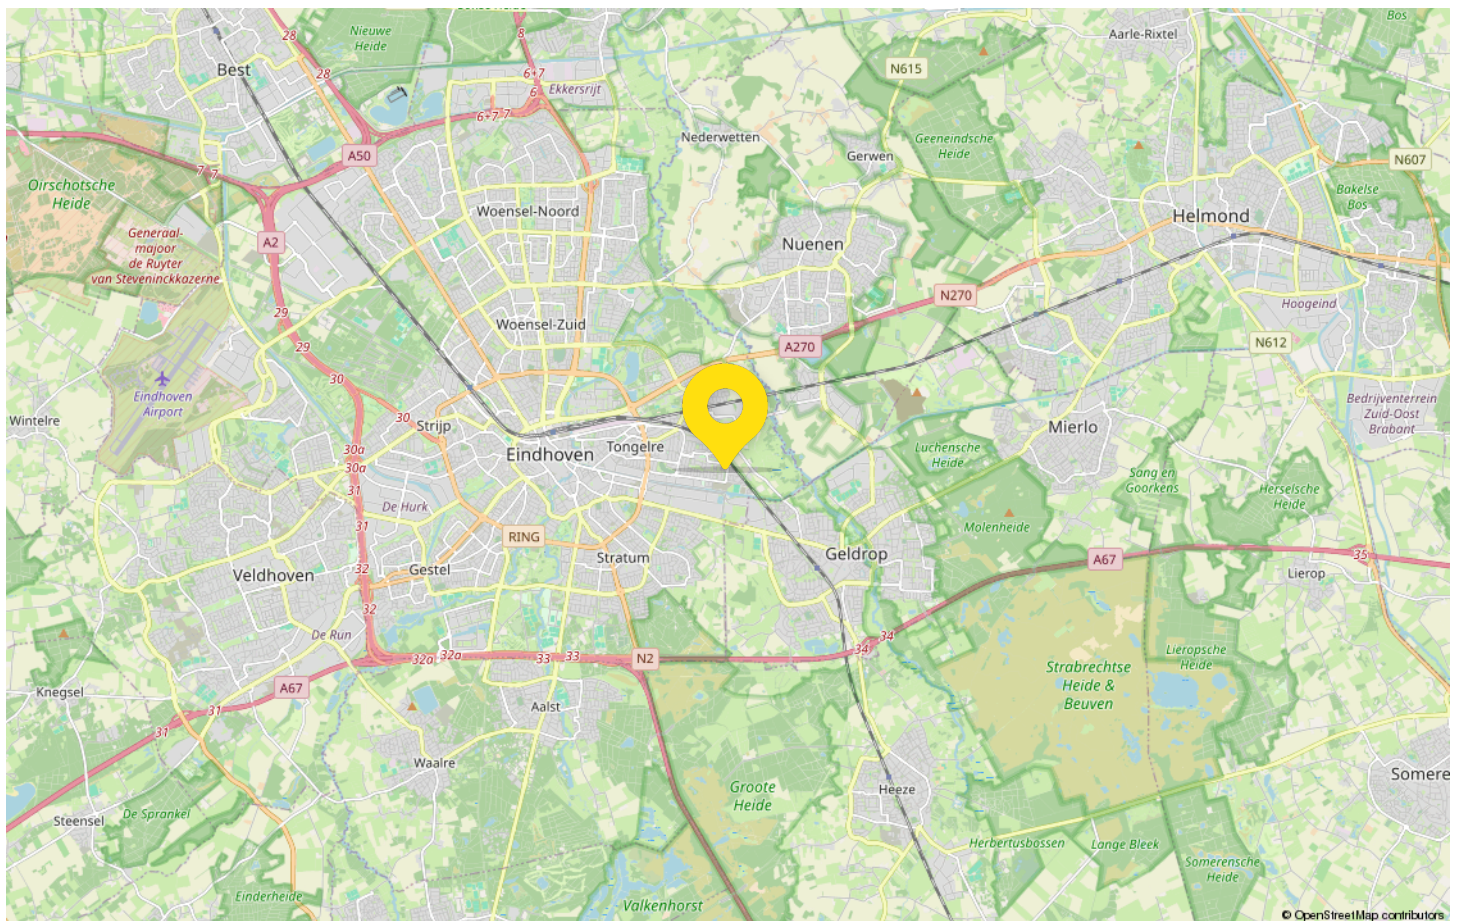 28
Nieuwe
Heide
8
Aarle-Rixtel
Bos
Best
28
6+7
6
Ekkersrijt
N615
6+7
7
Nederwetten
Geeneindsche
Heide
A50
Gerwen
N607
7
7
Oirschotsche
Heide
Bakelse
Bos
Woensel-Noord
Helmond
Generaal-
majoor
de Ruyter
van Steveninckkazerne
A2
Nuenen
N270
Hoogeind
29
Woensel-Zuid
29
A270
N612
30
Eindhoven
Airport
Bedrijventerrein
Zuid-Oost
Brabant
30
Wintelre
Strijp
Mierlo
Tongelre
Luchensche
Heide
30a
Eindhoven
30a
Sang en
Goorkens
31
Herselsche
Heide
De Hurk
31
Molenheide
RING
Stratum
Geldrop
A67
35
32
Gestel
Veldhoven
Lierop
32
De Run
34
34
Lieropsche
Heide
32a
32a
33
33
N2
Strabrechtse
Heide &
Beuven
Knegsel
A67
31
Aalst
31
Waalre
Somere
Groote
Heide
Heeze
De Sprankel
Steensel
Herbertusbossen
Lange Bleek
Somerensche
Heide
Einderheide
Valkenhorst
© OpenStreetMap contributors